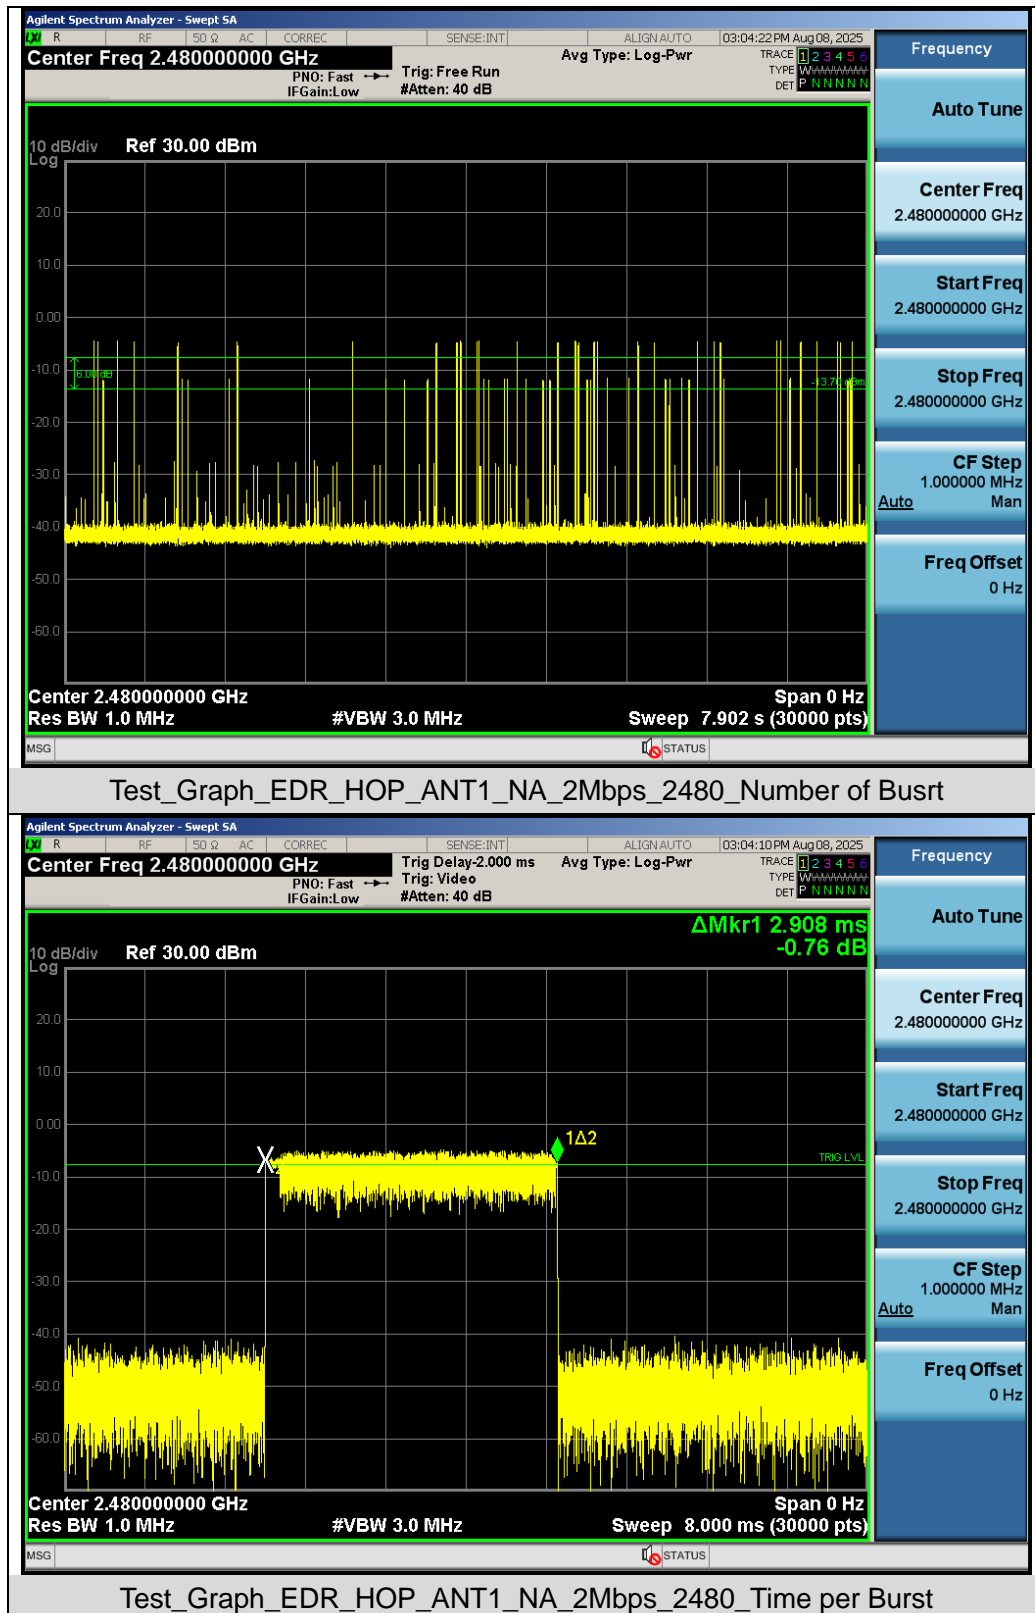 Agilent Spectrum Analyzer - Swept SA
LXI R RF 50 Ω AC CORREC SENSE:INT ALIGN AUTO 03:04:22 PM Aug 08, 2025
Center Freq 2.480000000 GHz Avg Type: Log-Pwr TRACE 1 2 3 4 5 6
PNO: Fast Trig: Free Run TYPE
IFGain:Low #Atten: 40 dB DET P N N N N N
Frequency
Auto Tune
10 dB/div Ref 30.00 dBm
Log
20.0
10.0
0.00
-10.0
-20.0
-30.0
-40.0
-50.0
-60.0
6.00 dB
-13.70 dBm
Center Freq
2.480000000 GHz
Start Freq
2.480000000 GHz
Stop Freq
2.480000000 GHz
CF Step
1.000000 MHz
Auto Man
Freq Offset
0 Hz
Center 2.480000000 GHz Span 0 Hz
Res BW 1.0 MHz #VBW 3.0 MHz Sweep 7.902 s (30000 pts)
MSG STATUS
Test_Graph_EDR_HOP_ANT1_NA_2Mbps_2480_Number of Busrt
Agilent Spectrum Analyzer - Swept SA
LXI R RF 50 Ω AC CORREC SENSE:INT ALIGN AUTO 03:04:10 PM Aug 08, 2025
Center Freq 2.480000000 GHz Trig Delay-2.000 ms Avg Type: Log-Pwr TRACE 1 2 3 4 5 6
PNO: Fast Trig: Video TYPE
IFGain:Low #Atten: 40 dB DET P N N N N N
Frequency
Auto Tune
ΔMkr1 2.908 ms
-0.76 dB
10 dB/div Ref 30.00 dBm
Log
20.0
10.0
0.00
-10.0
-20.0
-30.0
-40.0
-50.0
-60.0
1Δ2
TRIG LVL
Center Freq
2.480000000 GHz
Start Freq
2.480000000 GHz
Stop Freq
2.480000000 GHz
CF Step
1.000000 MHz
Auto Man
Freq Offset
0 Hz
Center 2.480000000 GHz Span 0 Hz
Res BW 1.0 MHz #VBW 3.0 MHz Sweep 8.000 ms (30000 pts)
MSG STATUS
Test_Graph_EDR_HOP_ANT1_NA_2Mbps_2480_Time per Burst